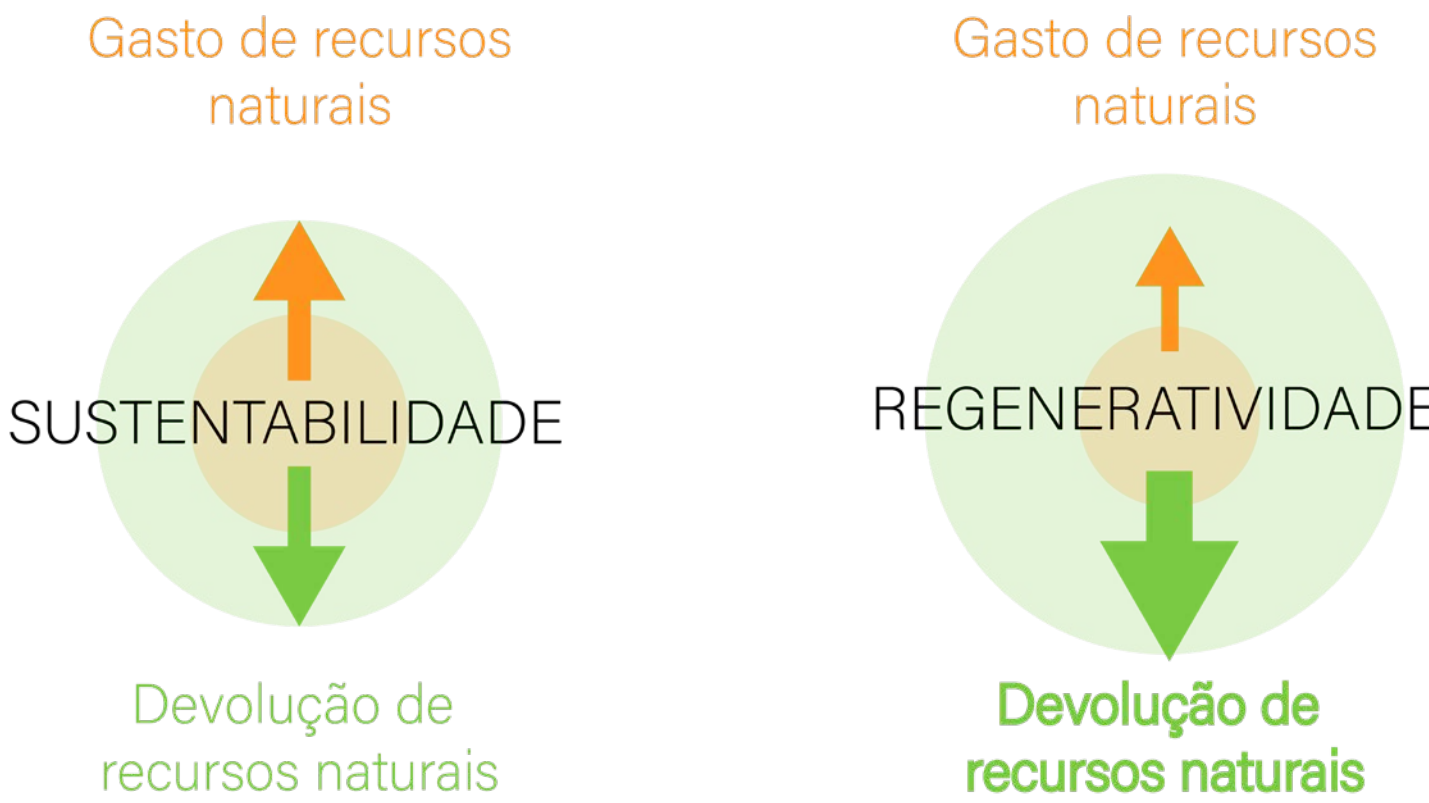 Gasto de recursos
naturais
SUSTENTABILIDADE
Devolução de
recursos naturais
Gasto de recursos
naturais
REGENERATIVIDADE
Devolução de
recursos naturais